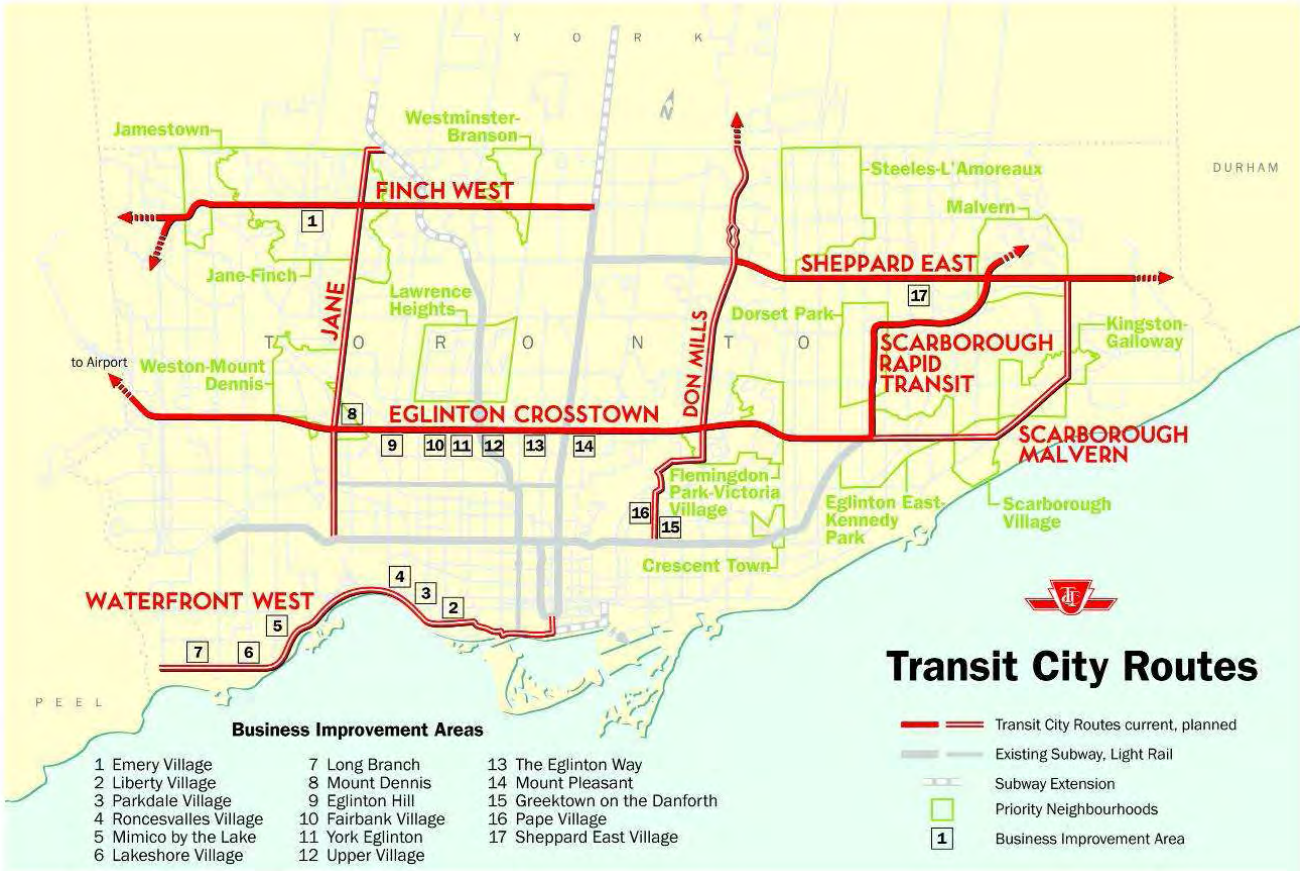 Y O R K
Westminster-
Branson
Jamestown
N
DURHAM
Steeles-L'Amoreaux
FINCH WEST
Malvern
1
Jane-Finch
SHEPPARD EAST
17
JANE
Lawrence
Heights
DON MILLS
Dorset Park
Kingston-
Galloway
T O R O N T O
SCARBOROUGH
RAPID
TRANSIT
to Airport
Weston-Mount
Dennis
8
EGLINTON CROSSTOWN
9
10
11
12
13
14
SCARBOROUGH
MALVERN
Flemingdon
Park-Victoria
Village
16
15
Eglinton East-
Kennedy
Park
Scarborough
Village
Crescent Town
WATERFRONT WEST
4
3
2
5
6
7
TTC
PEEL
Transit City Routes
Transit City Routes current, planned
Existing Subway, Light Rail
Subway Extension
Priority Neighbourhoods
1 Business Improvement Area
Business Improvement Areas
1 Emery Village
2 Liberty Village
3 Parkdale Village
4 Roncesvalles Village
5 Mimico by the Lake
6 Lakeshore Village
7 Long Branch
8 Mount Dennis
9 Eglinton Hill
10 Fairbank Village
11 York Eglinton
12 Upper Village
13 The Eglinton Way
14 Mount Pleasant
15 Greektown on the Danforth
16 Pape Village
17 Sheppard East Village